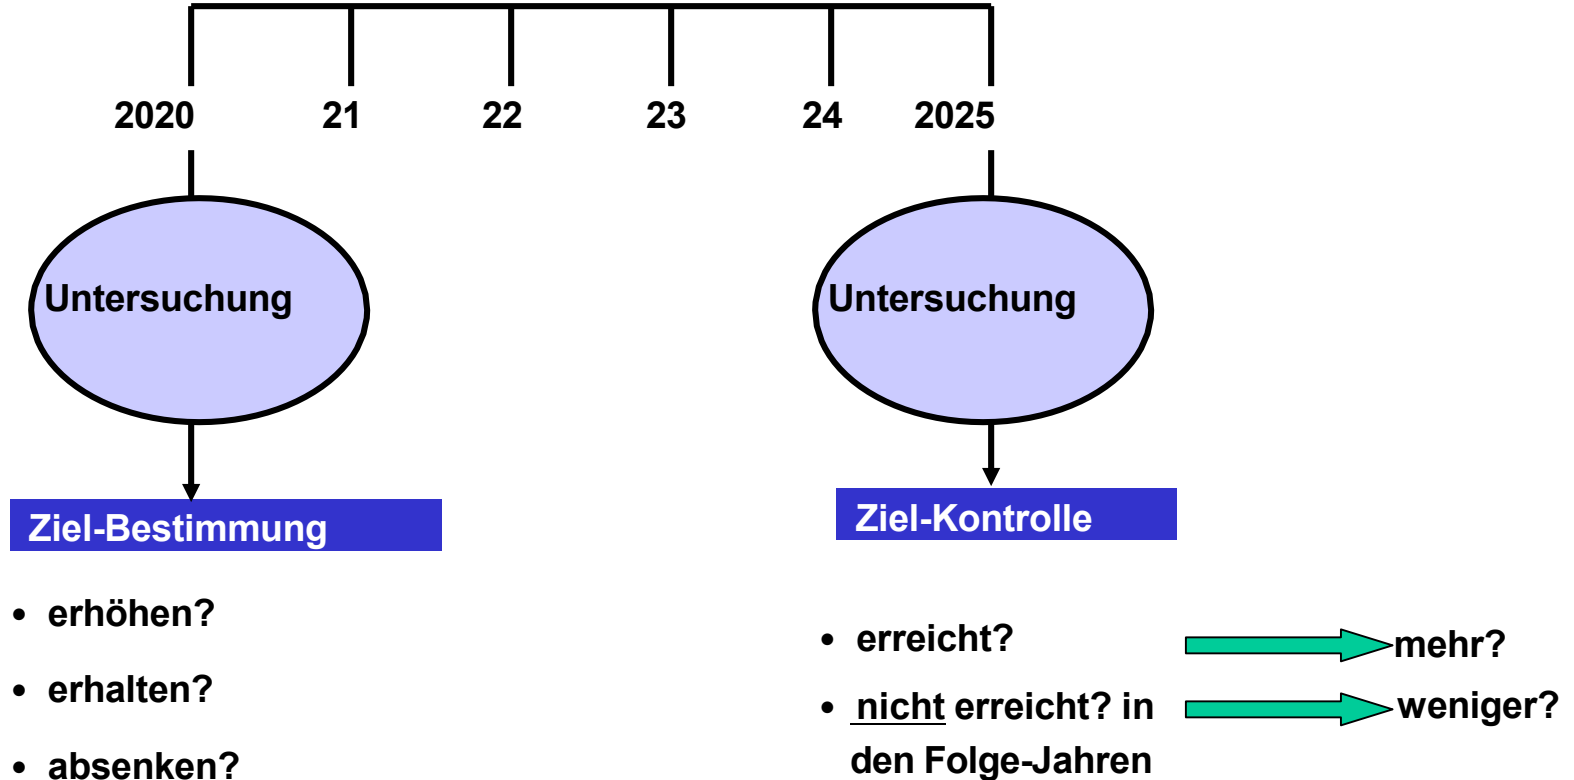 2020 21 22 23 24 2025
Untersuchung Untersuchung
Ziel-Bestimmung
• erhöhen?
• erhalten?
• absenken?
Ziel-Kontrolle
• erreicht? mehr?
• nicht erreicht? in weniger?
den Folge-Jahren